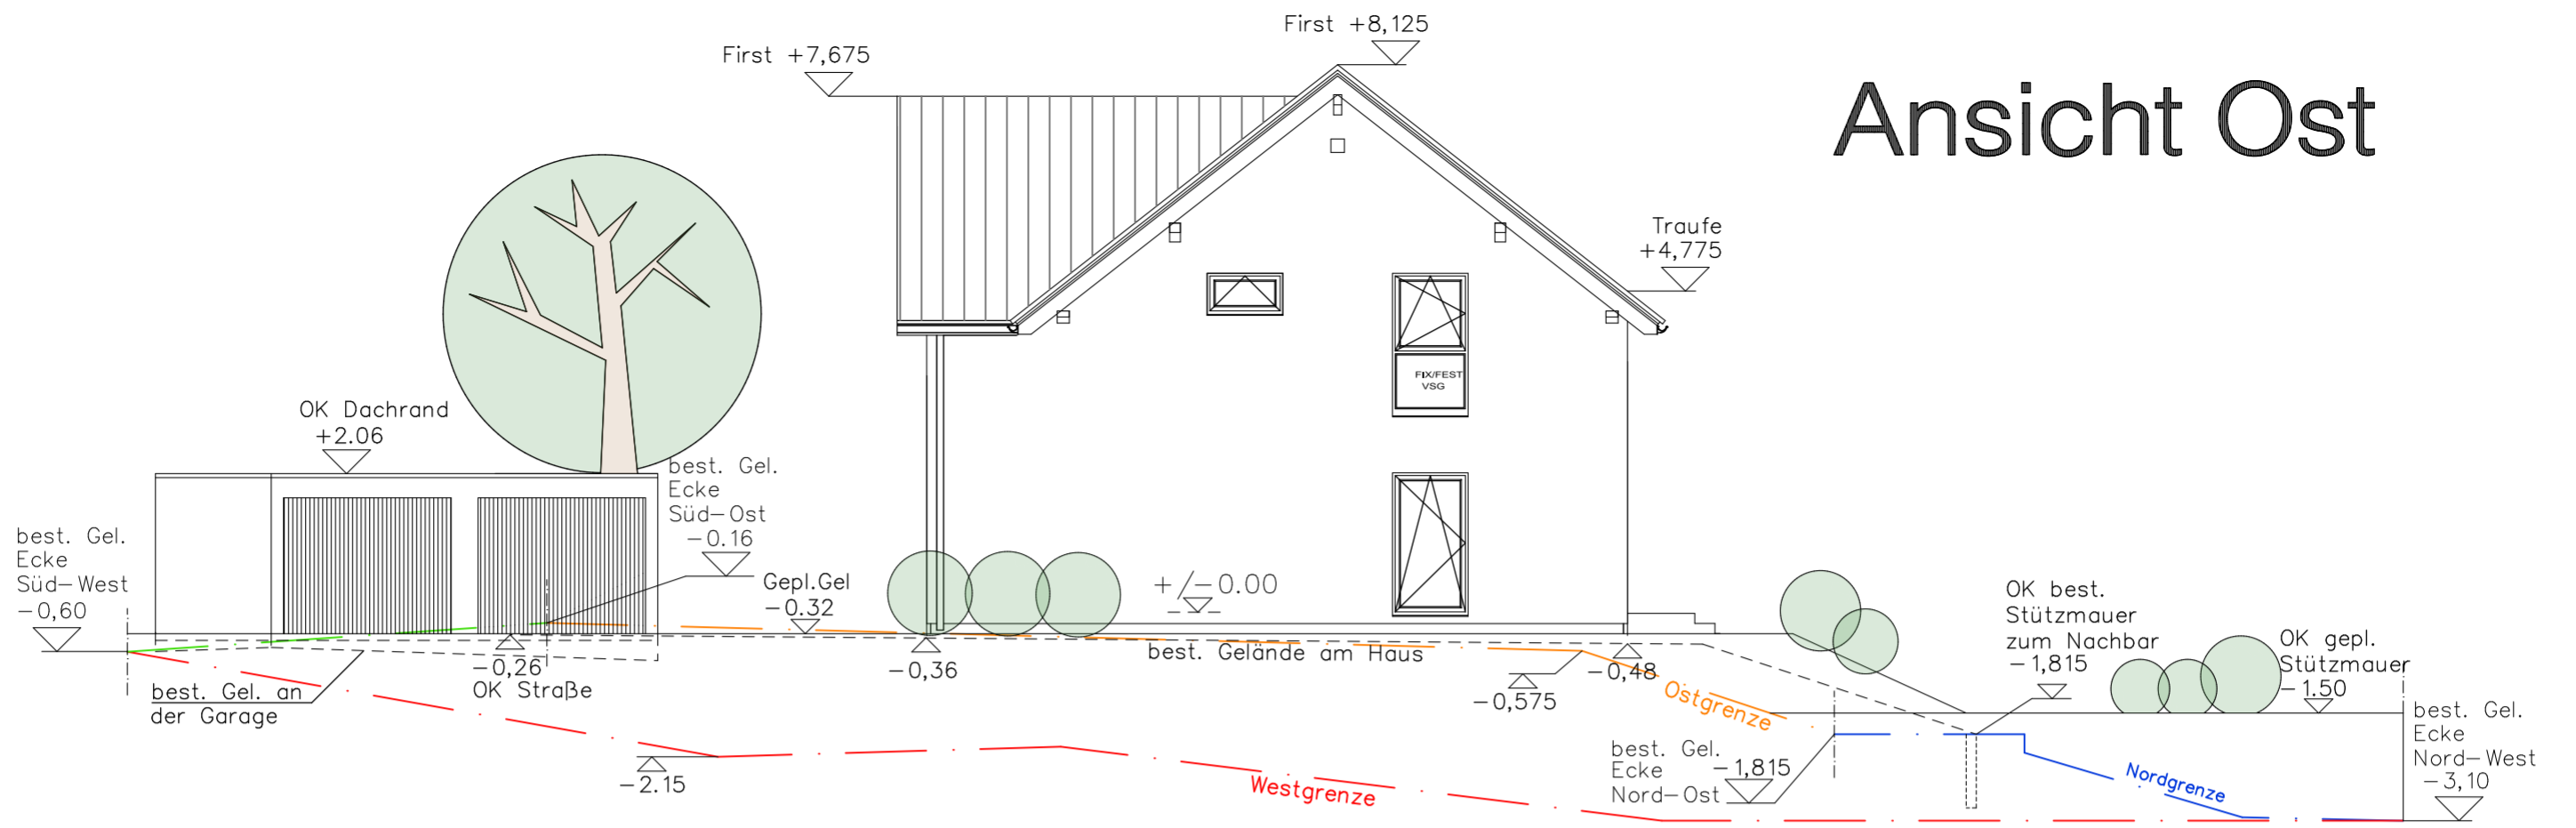 First +8,125
First +7,675
Ansicht Ost
Traufe
+4,775
FIX/FEST
VSG
OK Dachrand
+2.06
best. Gel.
Ecke
Süd-Ost
-0.16
best. Gel.
Ecke
Süd-West
-0,60
Gepl.Gel
-0.32
+/-0.00
OK best.
Stützmauer
zum Nachbar
-1,815
OK gepl.
Stützmauer
-1.50
-0,26
OK Straße
best. Gel. an
der Garage
-0,36
best. Gelände am Haus
-0,48
-0,575
Ostgrenze
best. Gel.
Ecke
Nord-West
-3,10
best. Gel.
Ecke
Nord-Ost
-1,815
-2.15
Westgrenze
Nordgrenze